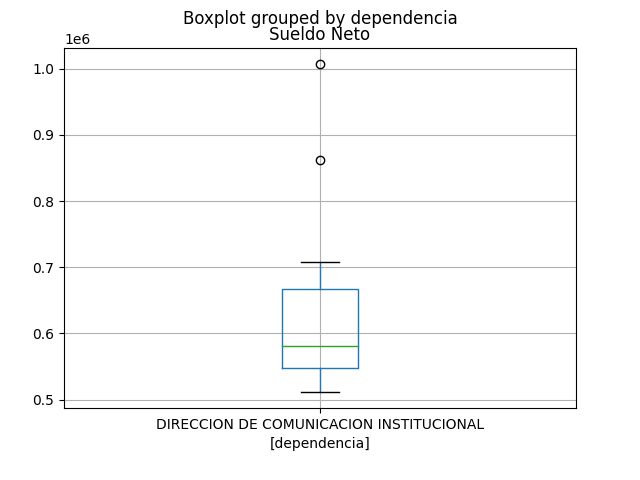 Boxplot grouped by dependencia
Sueldo Neto
1e6
1.0
0.9
0.8
0.7
0.6
0.5
DIRECCION DE COMUNICACION INSTITUCIONAL
[dependencia]